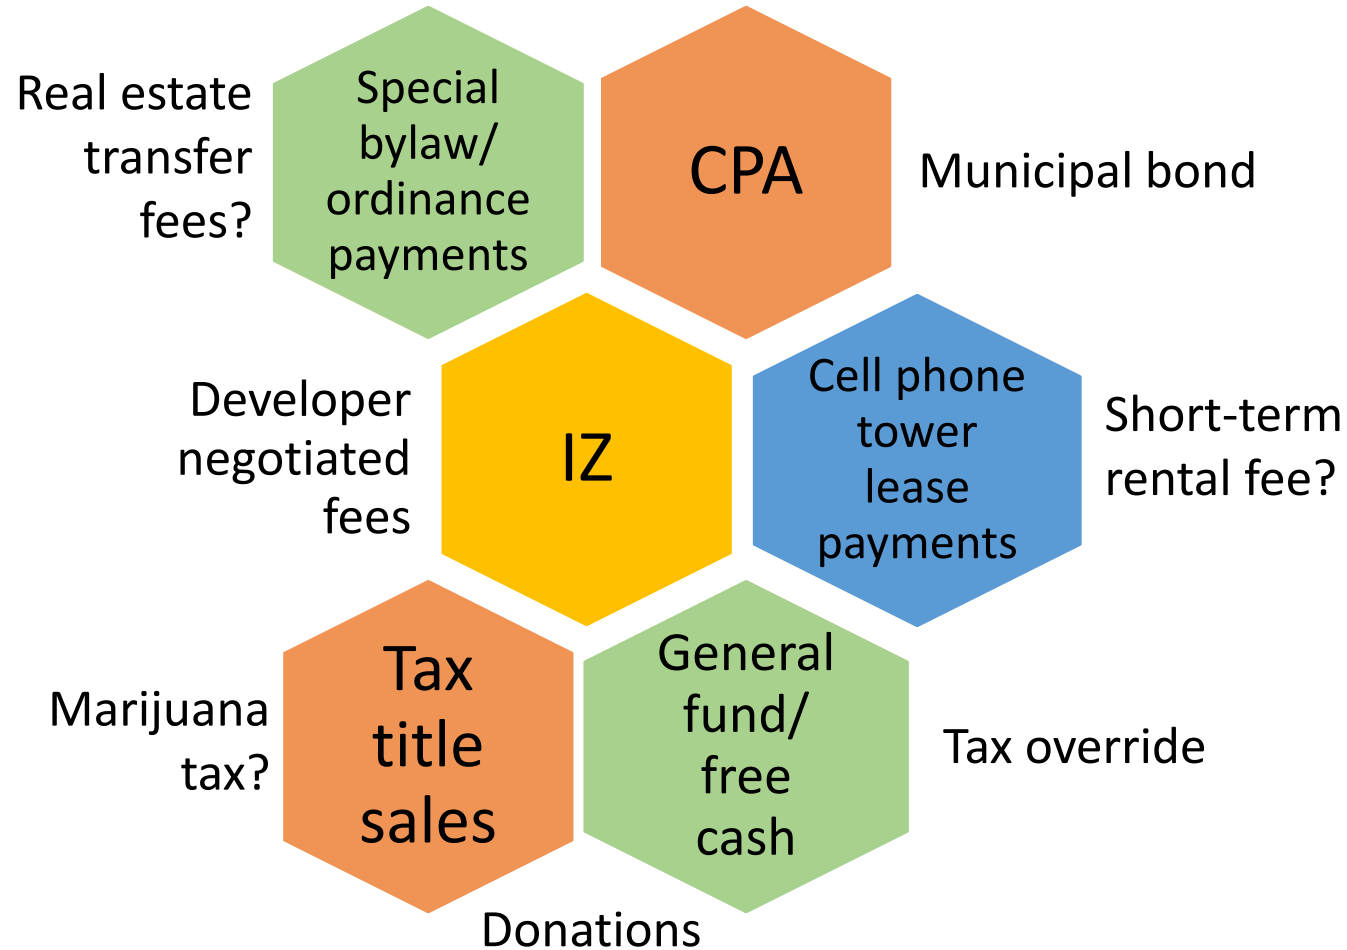 Real estate
transfer
fees?
Special
bylaw/
ordinance
payments
CPA
Municipal bond
Developer
negotiated
fees
IZ
Cell phone
tower
lease
payments
Short-term
rental fee?
Marijuana
tax?
Tax
title
sales
General
fund/
free
cash
Tax override
Donations